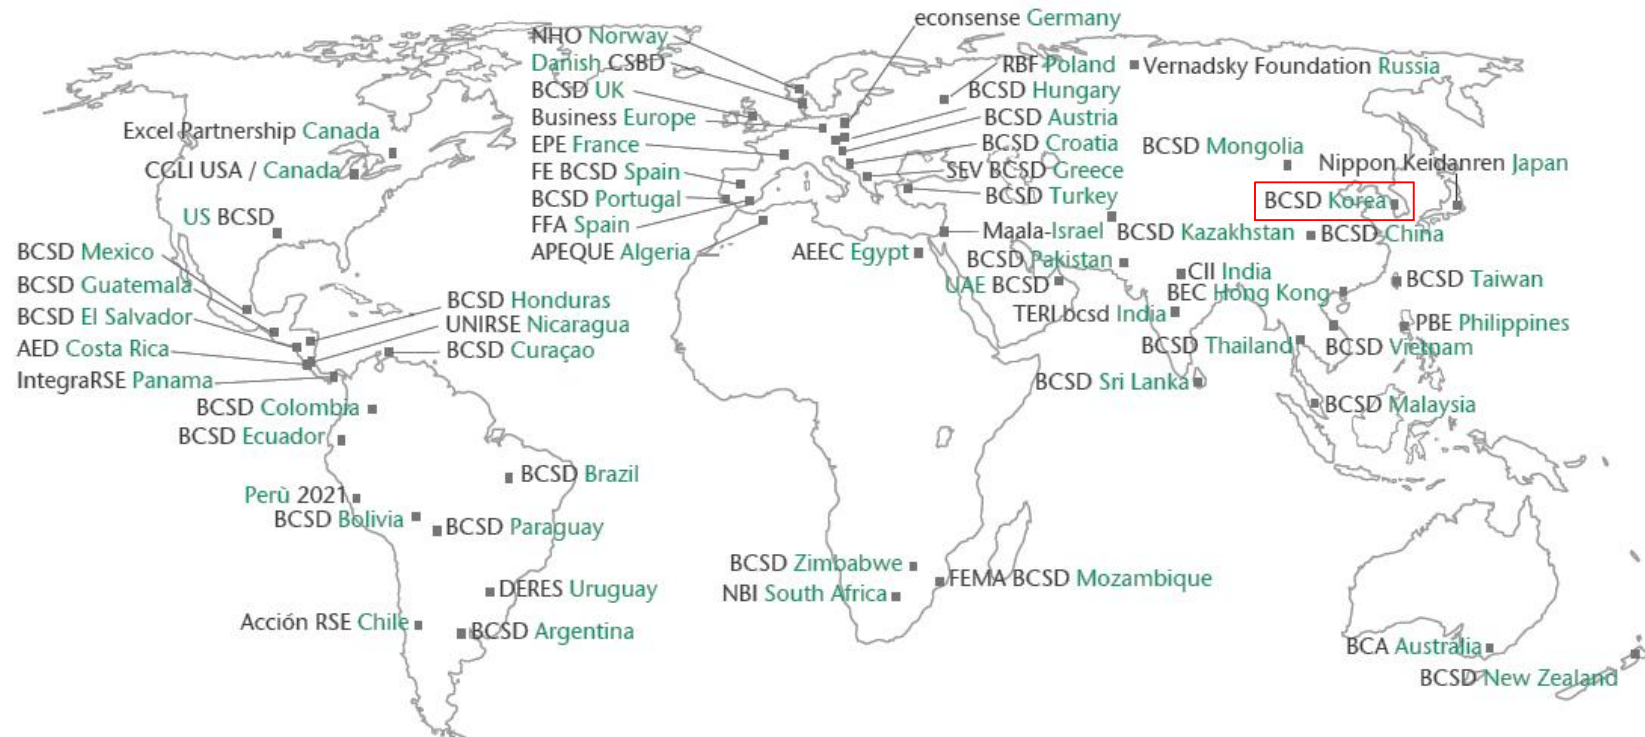 econsense Germany
NHO Norway
Danish CSBD
RBF Poland
Vernadsky Foundation Russia
BCSD UK
BCSD Hungary
Business Europe
BCSD Austria
Excel Partnership Canada
EPE France
BCSD Croatia
BCSD Mongolia
CGLI USA / Canada
FE BCSD Spain
SEV BCSD Greece
Nippon Keidanren Japan
BCSD Portugal
BCSD Turkey
BCSD Korea
US BCSD
FFA Spain
Maala-Israel
BCSD Kazakhstan
BCSD China
BCSD Mexico
APEQUE Algeria
AEEC Egypt
BCSD Pakistan
CII India
BCSD Guatemala
UAE BCSD
BEC Hong Kong
BCSD Taiwan
BCSD Honduras
BCSD El Salvador
TERI bcsd India
UNIRSE Nicaragua
PBE Philippines
AED Costa Rica
BCSD Curaçao
BCSD Thailand
BCSD Vietnam
IntegraRSE Panama
BCSD Sri Lanka
BCSD Colombia
BCSD Malaysia
BCSD Ecuador
BCSD Brazil
Perù 2021
BCSD Bolivia
BCSD Paraguay
BCSD Zimbabwe
FEMA BCSD Mozambique
DERES Uruguay
NBI South Africa
Acción RSE Chile
BCSD Argentina
BCA Australia
BCSD New Zealand